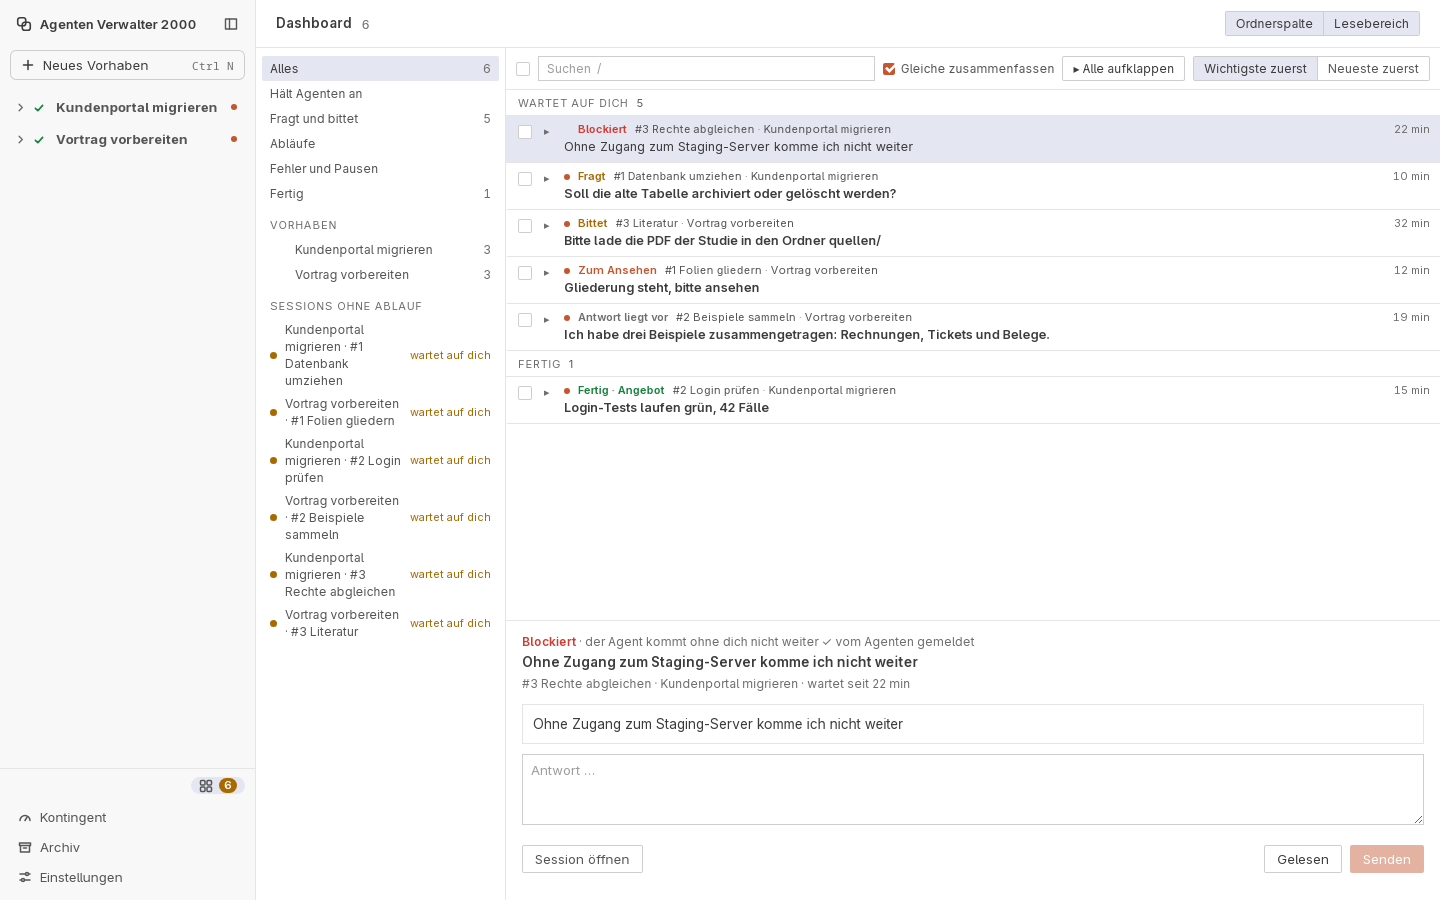 Agenten Verwalter 2000
Neues Vorhaben Ctrl N
Kundenportal migrieren
Vortrag vorbereiten
6
Kontingent
Archiv
Einstellungen
Dashboard 6
Ordnerspalte Lesebereich
Alles 6
Hält Agenten an
Fragt und bittet 5
Abläufe
Fehler und Pausen
Fertig 1
VORHABEN
Kundenportal migrieren 3
Vortrag vorbereiten 3
SESSIONS OHNE ABLAUF
Kundenportal
migrieren · #1
Datenbank
umziehen
wartet auf dich
Vortrag vorbereiten
· #1 Folien gliedern
wartet auf dich
Kundenportal
migrieren · #2 Login
prüfen
wartet auf dich
Vortrag vorbereiten
· #2 Beispiele
sammeln
wartet auf dich
Kundenportal
migrieren · #3
Rechte abgleichen
wartet auf dich
Vortrag vorbereiten
· #3 Literatur
wartet auf dich
Suchen /
Gleiche zusammenfassen
▸ Alle aufklappen
Wichtigste zuerst Neueste zuerst
WARTET AUF DICH 5
Blockiert #3 Rechte abgleichen · Kundenportal migrieren 22 min
Ohne Zugang zum Staging-Server komme ich nicht weiter
Fragt #1 Datenbank umziehen · Kundenportal migrieren 10 min
Soll die alte Tabelle archiviert oder gelöscht werden?
Bittet #3 Literatur · Vortrag vorbereiten 32 min
Bitte lade die PDF der Studie in den Ordner quellen/
Zum Ansehen #1 Folien gliedern · Vortrag vorbereiten 12 min
Gliederung steht, bitte ansehen
Antwort liegt vor #2 Beispiele sammeln · Vortrag vorbereiten 19 min
Ich habe drei Beispiele zusammengetragen: Rechnungen, Tickets und Belege.
FERTIG 1
Fertig · Angebot #2 Login prüfen · Kundenportal migrieren 15 min
Login-Tests laufen grün, 42 Fälle
Blockiert · der Agent kommt ohne dich nicht weiter ✓ vom Agenten gemeldet
Ohne Zugang zum Staging-Server komme ich nicht weiter
#3 Rechte abgleichen · Kundenportal migrieren · wartet seit 22 min
Ohne Zugang zum Staging-Server komme ich nicht weiter
Antwort …
Session öffnen
Gelesen
Senden